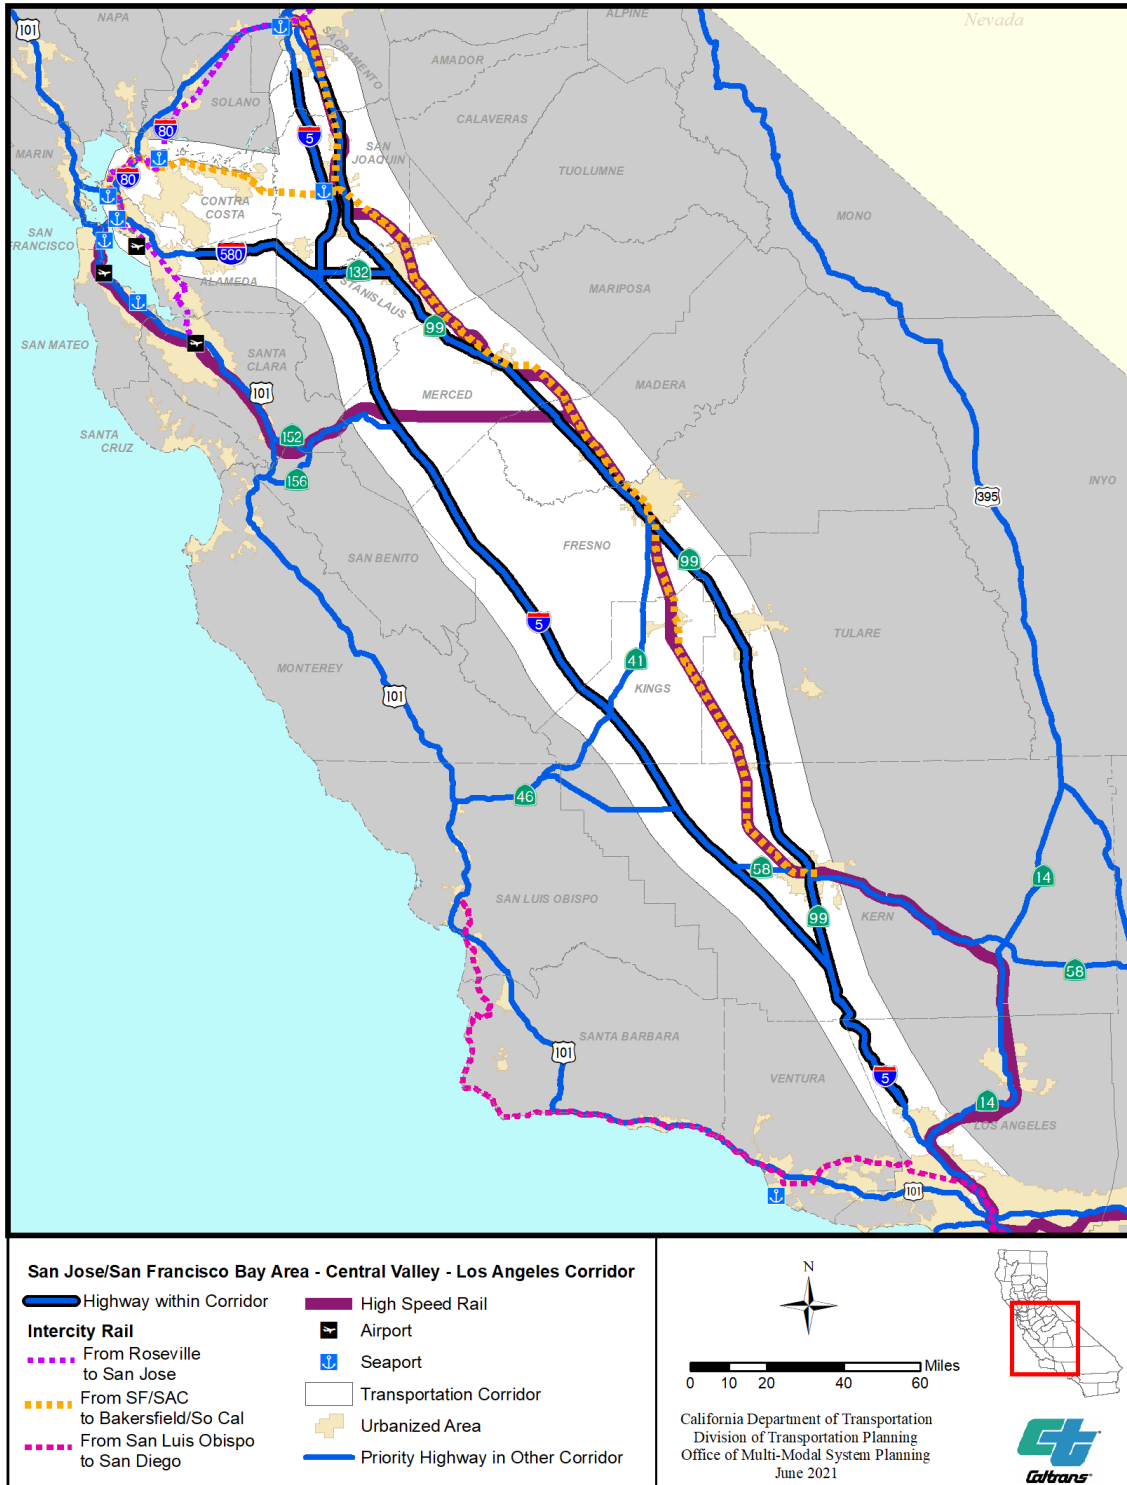 Nevada
NAPA
ALPINE
101
SACRAMENTO
AMADOR
SOLANO
CALAVERAS
80
5
MARIN
SAN
JOAQUIN
TUOLUMNE
80
CONTRA
COSTA
MONO
SAN
FRANCISCO
580
ALAMEDA
132
STANISLAUS
MARIPOSA
99
SAN MATEO
SANTA
CLARA
MERCED
MADERA
101
SANTA
CRUZ
152
156
INYO
395
FRESNO
SAN BENITO
99
5
TULARE
41
MONTEREY
KINGS
101
46
58
14
SAN LUIS OBISPO
99
KERN
58
SANTA BARBARA
101
VENTURA
5
14
LOS ANGELES
101
San Jose/San Francisco Bay Area - Central Valley - Los Angeles Corridor
Highway within Corridor
Intercity Rail
From Roseville
to San Jose
From SF/SAC
to Bakersfield/So Cal
From San Luis Obispo
to San Diego
High Speed Rail
Airport
Seaport
Transportation Corridor
Urbanized Area
Priority Highway in Other Corridor
N
Miles
0 10 20 40 60
California Department of Transportation
Division of Transportation Planning
Office of Multi-Modal System Planning
June 2021
ct
Caltrans